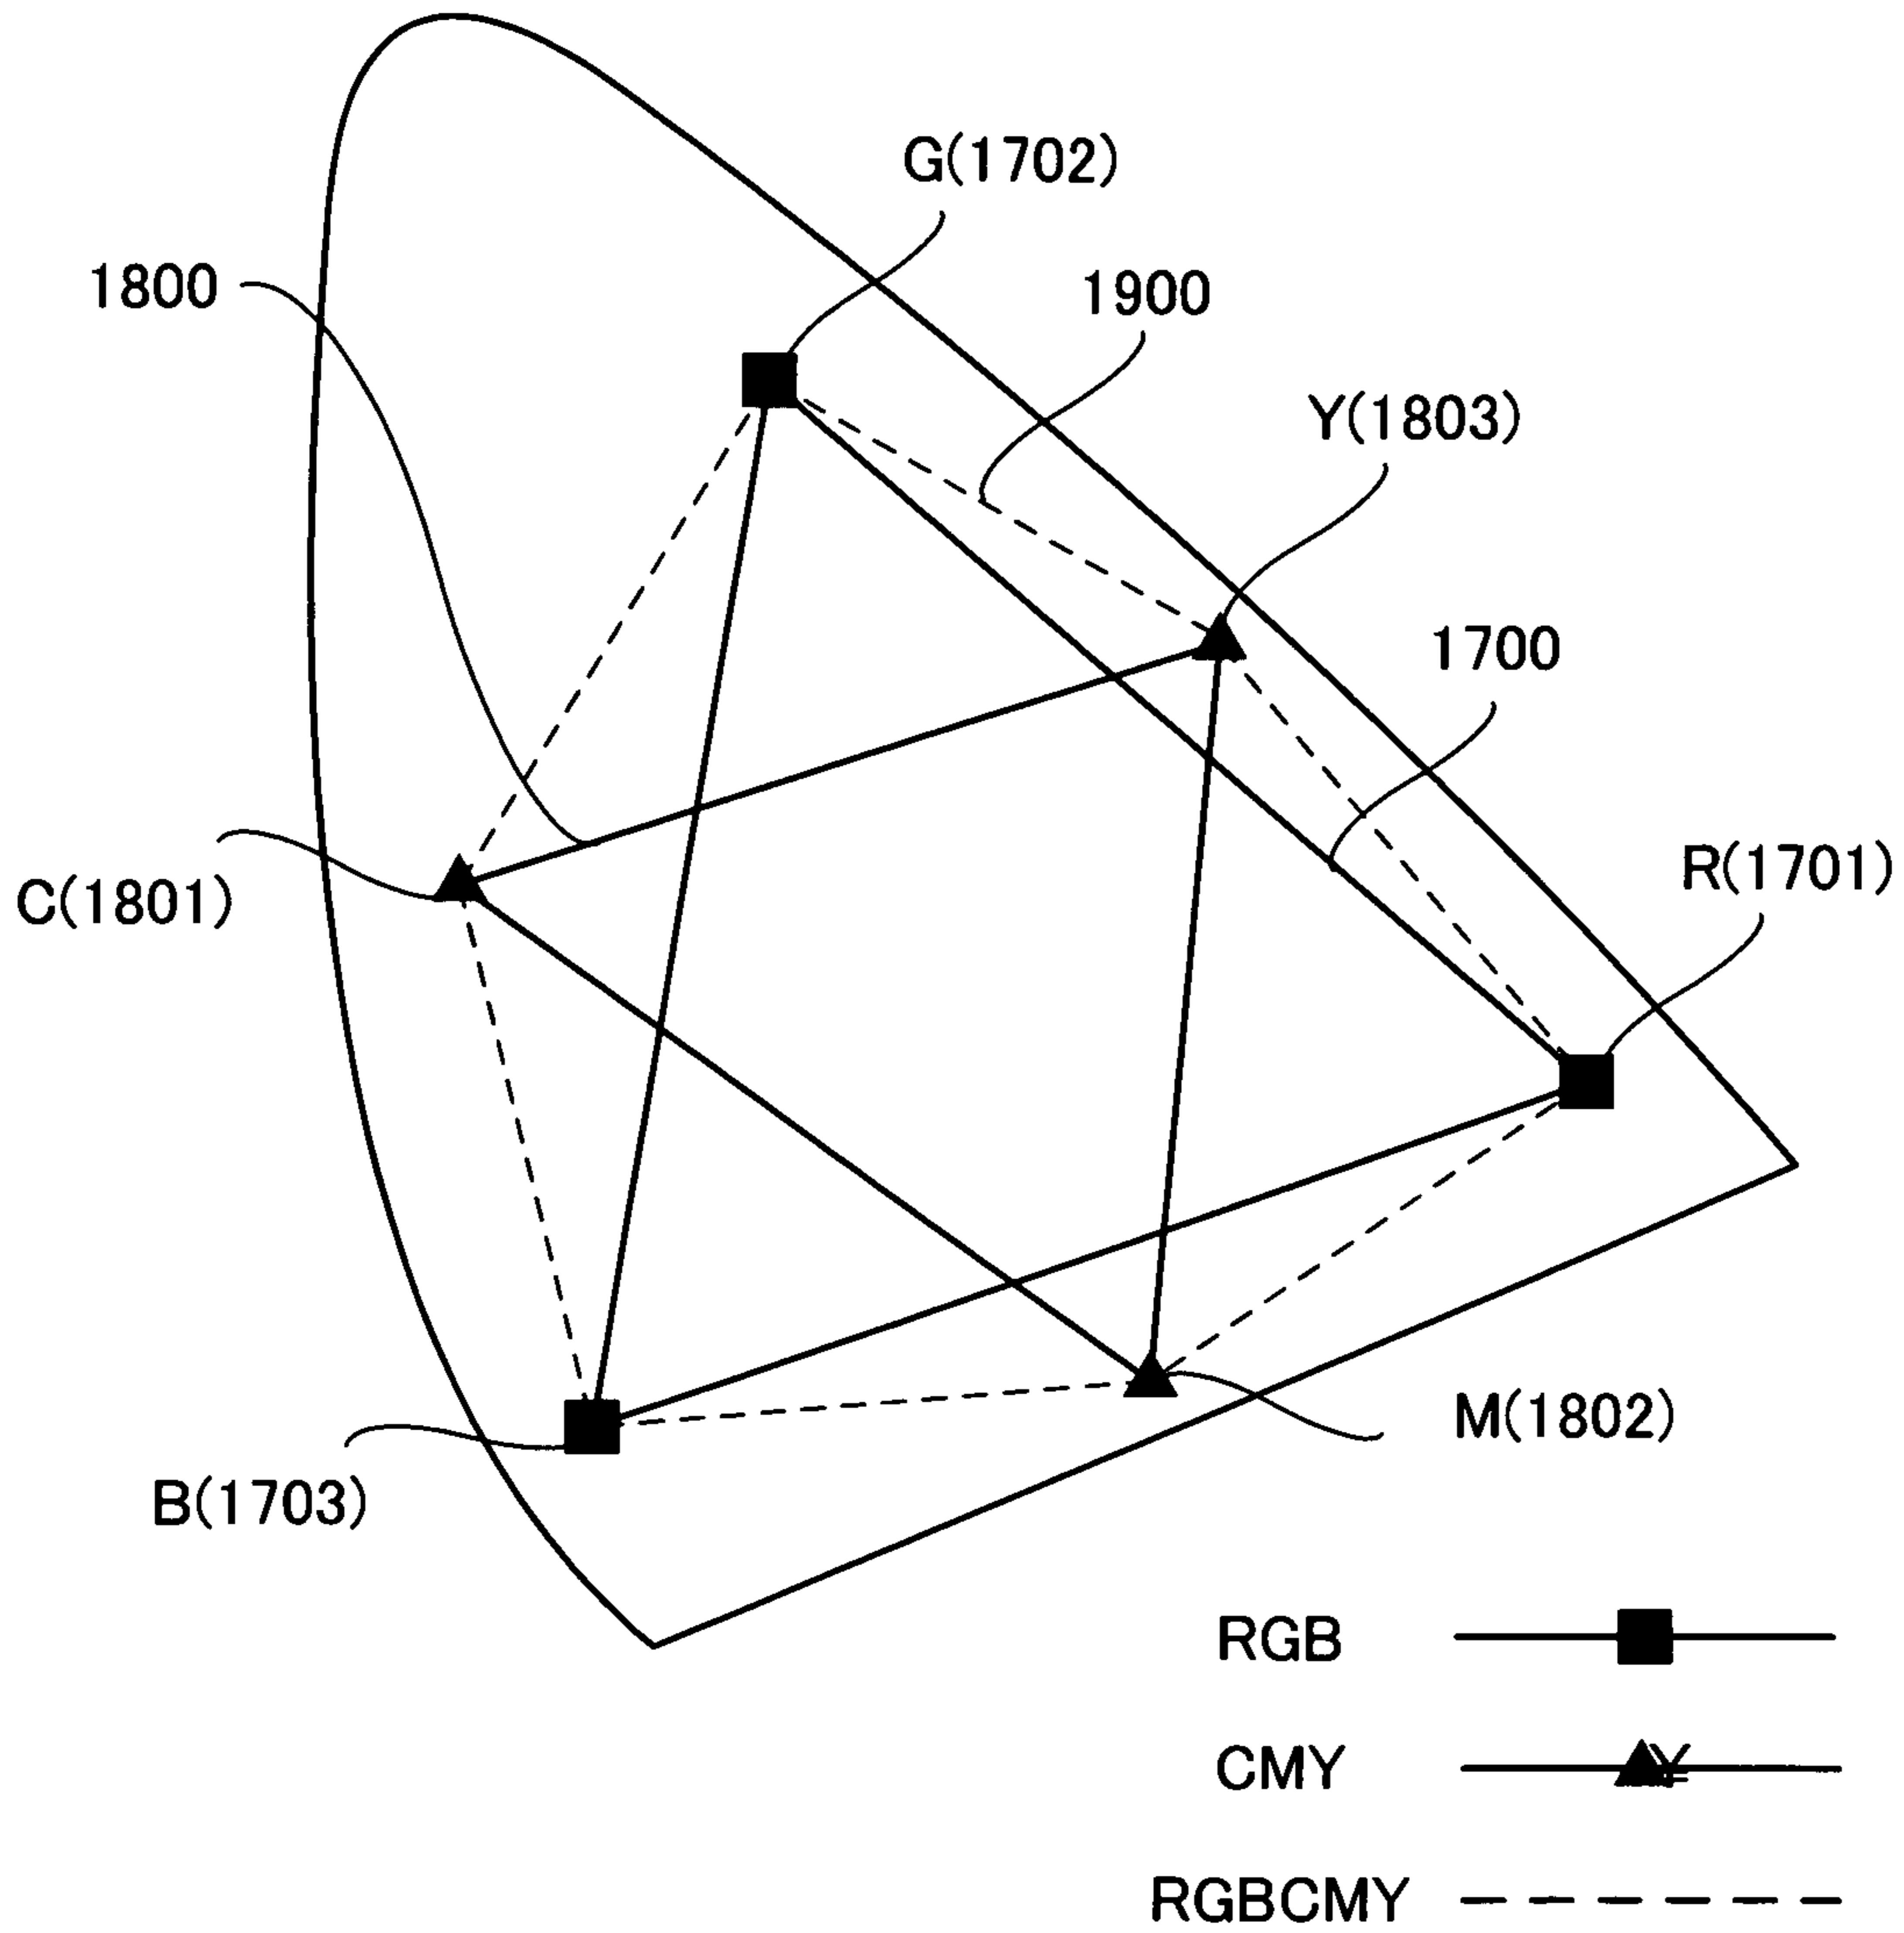 G(1702)
1800
1900
Y(1803)
1700
R(1701)
C(1801)
M(1802)
B(1703)
RGB
CMY
RGBCMY